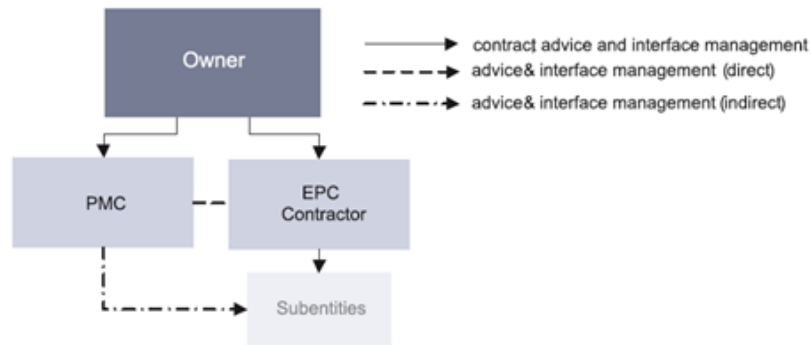 Owner
contract, advice and interface management
advice& interface management (direct)
advice& interface management (indirect)
PMC
EPC
Contractor
Subentities